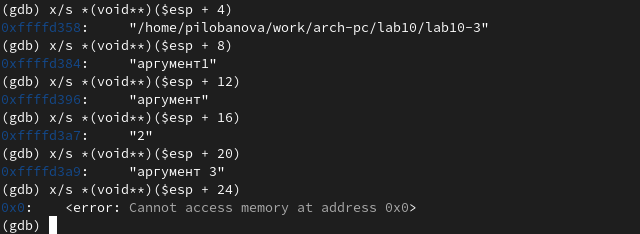 (gdb) x/s *(void**)($esp + 4)
0xffffd358:	"/home/pilobanova/work/arch-pc/lab10/lab10-3"
(gdb) x/s *(void**)($esp + 8)
0xffffd384:	"аргумент1"
(gdb) x/s *(void**)($esp + 12)
0xffffd396:	"аргумент"
(gdb) x/s *(void**)($esp + 16)
0xffffd3a7:	"2"
(gdb) x/s *(void**)($esp + 20)
0xffffd3a9:	"аргумент 3"
(gdb) x/s *(void**)($esp + 24)
0x0:	<error: Cannot access memory at address 0x0>
(gdb)